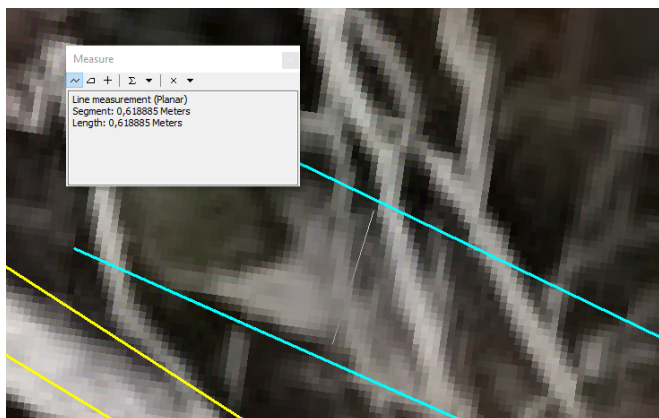 Measure
Line measurement (Planar)
Segment: 0,618885 Meters
Length: 0,618885 Meters